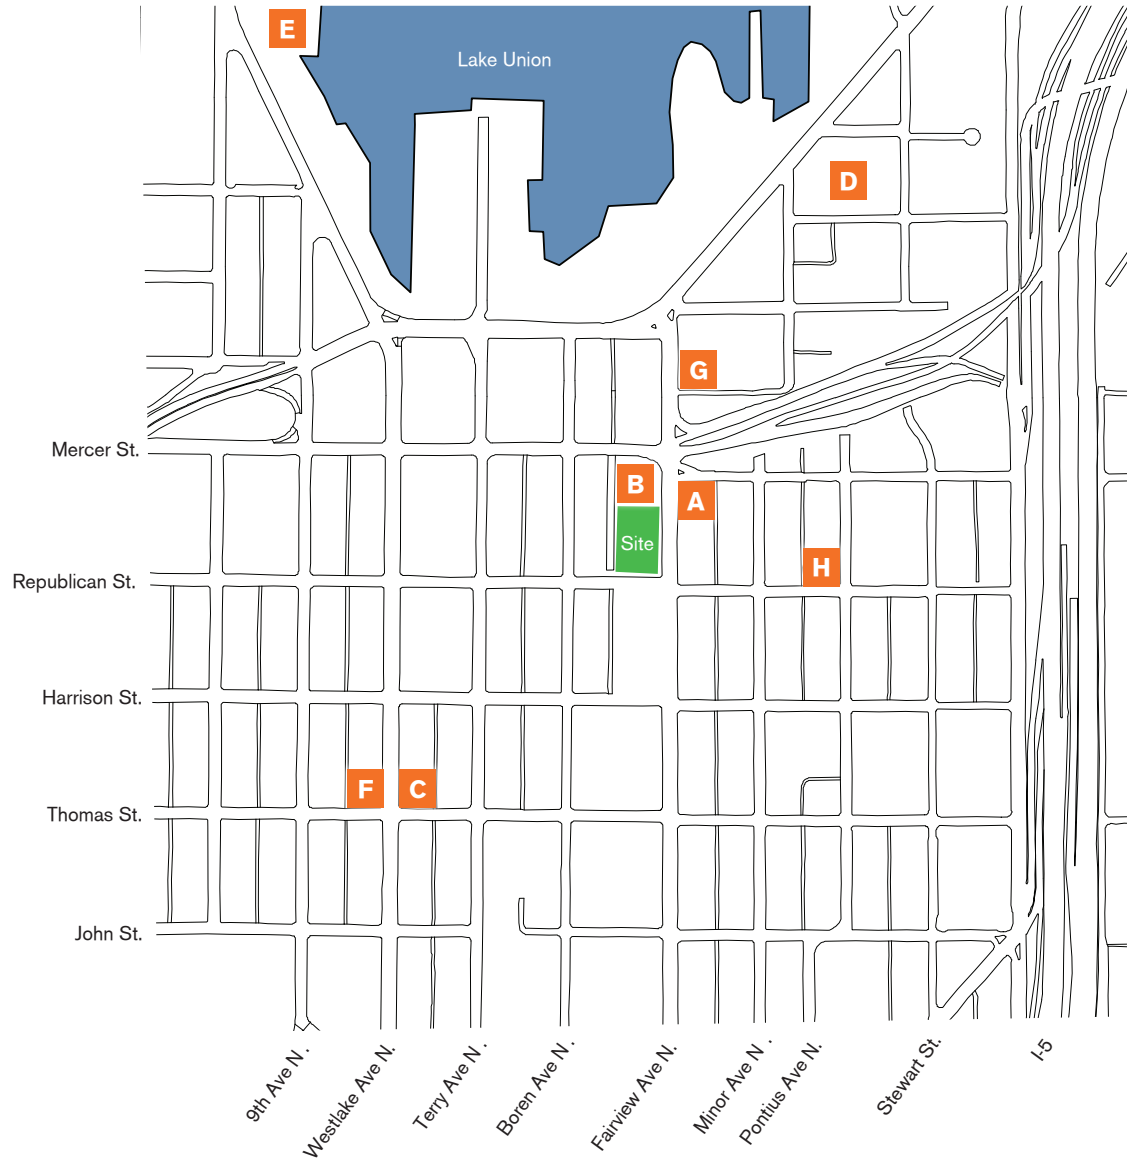 E
Lake Union
D
G
Mercer St.
B
A
Site
H
Republican St.
Harrison St.
F
C
Thomas St.
John St.
9th Ave N.
Westlake Ave N.
Terry Ave N.
Boren Ave N.
Fairview Ave N.
Minor Ave N .
Pontius Ave N.
Stewart St.
I-5